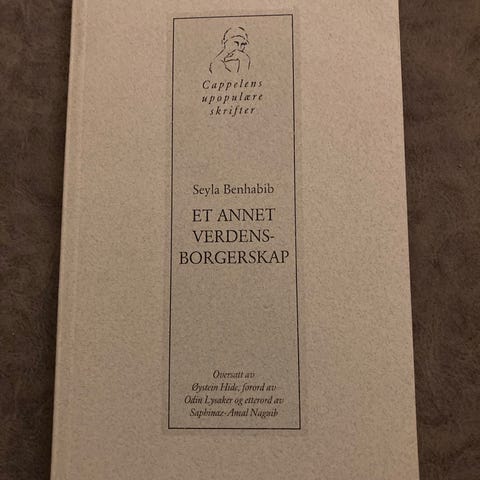 Cappelens
upopulære
skrifter
Seyla Benhabib
ET ANNET
VERDENS-
BORGERSKAP
Oversatt av
Øystein Hide, forord av
Odin Lysaker og etterord av
Saphinaz-Amal Naguib